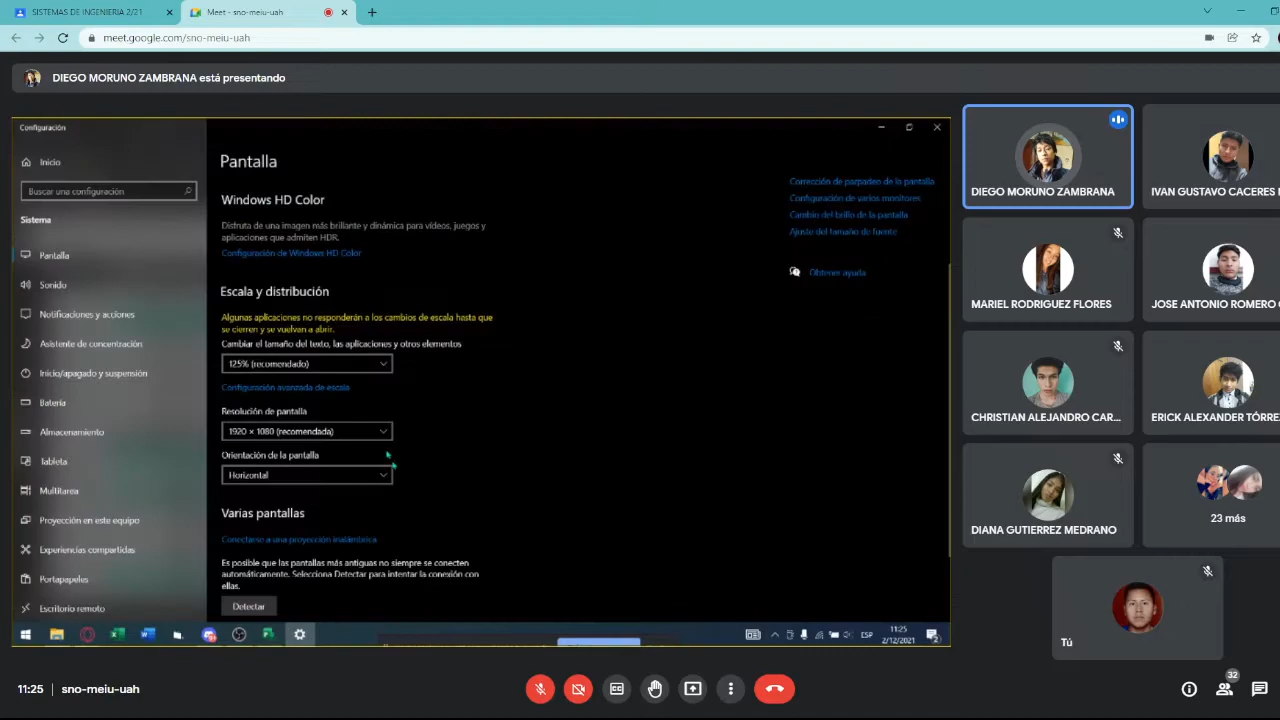 SISTEMAS DE INGENIERIA 2/21
Meet - sno-meiu-uah
meet.google.com/sno-meiu-uah
DIEGO MORUNO ZAMBRANA está presentando
Configuración
Inicio
Buscar una configuración
Sistema
Pantalla
Sonido
Notificaciones y acciones
Asistente de concentración
Inicio/apagado y suspensión
Batería
Almacenamiento
Tableta
Multitarea
Proyección en este equipo
Experiencias compartidas
Portapapeles
Escritorio remoto
Pantalla
Windows HD Color
Disfruta de una imagen más brillante y dinámica para vídeos, juegos y
aplicaciones que admiten HDR.
Configuración de Windows HD Color
Escala y distribución
Algunas aplicaciones no responderán a los cambios de escala hasta que
se cierren y se vuelvan a abrir.
Cambiar el tamaño del texto, las aplicaciones y otros elementos
125% (recomendado)
Configuración avanzada de escala
Resolución de pantalla
1920 × 1080 (recomendada)
Orientación de la pantalla
Horizontal
Varias pantallas
Conectarse a una proyección inalámbrica
Es posible que las pantallas más antiguas no siempre se conecten
automáticamente. Selecciona Detectar para intentar la conexión con
ellas.
Detectar
Corrección de parpadeo de la pantalla
Configuración de varios monitores
Cambio del brillo de la pantalla
Ajuste del tamaño de fuente
Obtener ayuda
ESP
11:25
2/12/2021
2
DIEGO MORUNO ZAMBRANA
IVAN GUSTAVO CACERES
MARIEL RODRIGUEZ FLORES
JOSE ANTONIO ROMERO
CHRISTIAN ALEJANDRO CAR...
ERICK ALEXANDER TÓRRE
DIANA GUTIERREZ MEDRANO
23 más
Tú
11:25
sno-meiu-uah
32